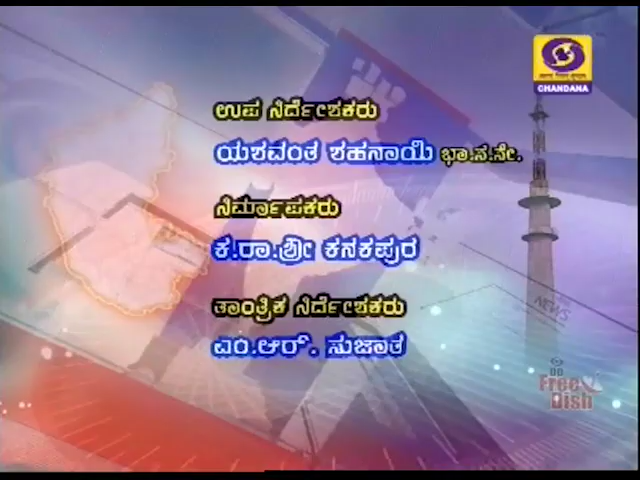 CHANDANA
ಉಪ ನಿರ್ದೇಶಕರು
ಯಶವಂತ ಶಹನಾಯಿ ಭಾ.ಸ.ಸೇ.
ನಿರ್ಮಾಪಕರು
ಕ.ರಾ.ಶ್ರೀ ಕನಕಪುರ
ತಾಂತ್ರಿಕ ನಿರ್ದೇಶಕರು
ಎಂ.ಆರ್. ಸುಜಾತ
NEWS
DD
Free
Dish